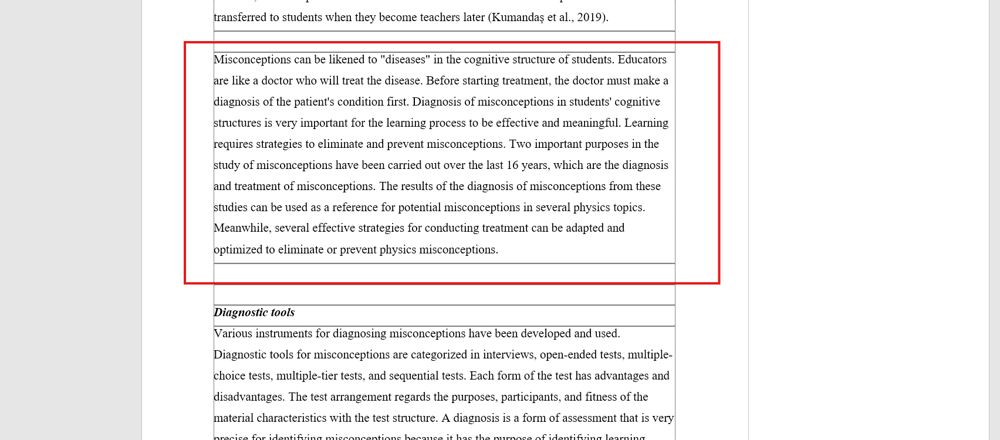 transferred to students when they become teachers later (Kumandaş et al., 2019).
Misconceptions can be likened to "diseases" in the cognitive structure of students. Educators
are like a doctor who will treat the disease. Before starting treatment, the doctor must make a
diagnosis of the patient's condition first. Diagnosis of misconceptions in students' cognitive
structures is very important for the learning process to be effective and meaningful. Learning
requires strategies to eliminate and prevent misconceptions. Two important purposes in the
study of misconceptions have been carried out over the last 16 years, which are the diagnosis
and treatment of misconceptions. The results of the diagnosis of misconceptions from these
studies can be used as a reference for potential misconceptions in several physics topics.
Meanwhile, several effective strategies for conducting treatment can be adapted and
optimized to eliminate or prevent physics misconceptions.
Diagnostic tools
Various instruments for diagnosing misconceptions have been developed and used.
Diagnostic tools for misconceptions are categorized in interviews, open-ended tests, multiple-
choice tests, multiple-tier tests, and sequential tests. Each form of the test has advantages and
disadvantages. The test arrangement regards the purposes, participants, and fitness of the
material characteristics with the test structure. A diagnosis is a form of assessment that is very
precise for identifying misconceptions because it has the purpose of identifying learning